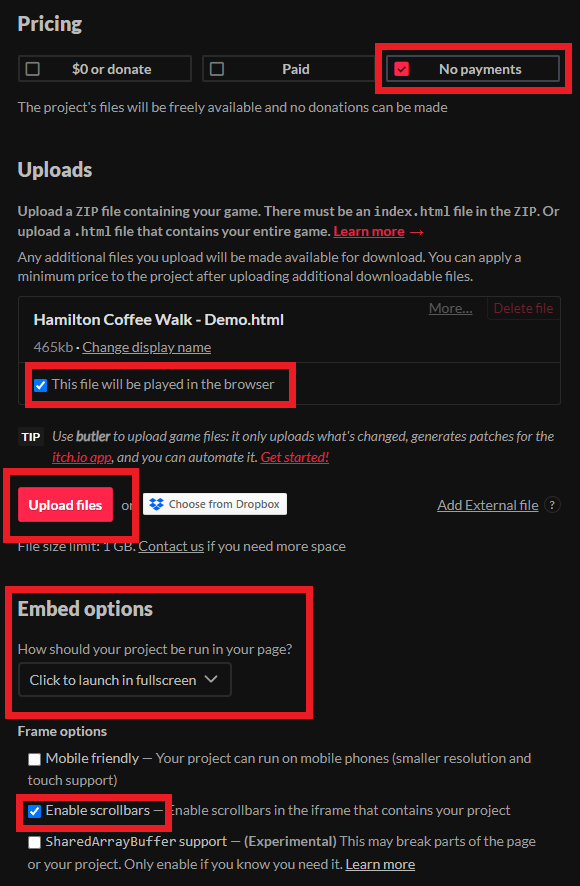 Pricing
$0 or donate
Paid
No payments
The project's files will be freely available and no donations can be made
Uploads
Upload a ZIP file containing your game. There must be an index.html file in the ZIP. Or
upload a .html file that contains your entire game. Learn more →
Any additional files you upload will be made available for download. You can apply a
minimum price to the project after uploading additional downloadable files.
More...
Delete file
Hamilton Coffee Walk - Demo.html
465kb · Change display name
This file will be played in the browser
TIP Use butler to upload game files: it only uploads what's changed, generates patches for the
itch.io app, and you can automate it. Get started!
Upload files or Choose from Dropbox Add External file ?
File size limit: 1 GB. Contact us if you need more space
Embed options
How should your project be run in your page?
Click to launch in fullscreen
Frame options
Mobile friendly — Your project can run on mobile phones (smaller resolution and
touch support)
Enable scrollbars — Enable scrollbars in the iframe that contains your project
SharedArrayBuffer support — (Experimental) This may break parts of the page
or your project. Only enable if you know you need it. Learn more